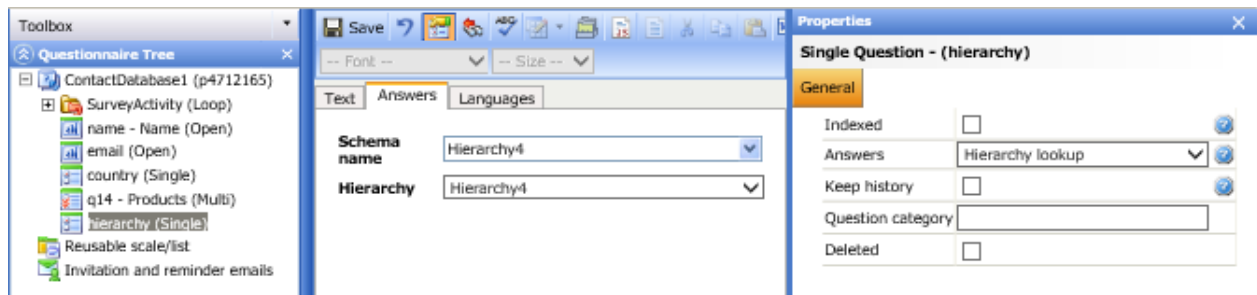 Toolbox
Questionnaire Tree
ContactDatabase1 (p4712165)
SurveyActivity (Loop)
name - Name (Open)
email (Open)
country (Single)
q14 - Products (Multi)
hierarchy (Single)
Reusable scale/list
Invitation and reminder emails
Save
ABC
-- Font --
-- Size --
Text
Answers
Languages
Schema name
Hierarchy4
Hierarchy
Hierarchy4
Properties
Single Question - (hierarchy)
General
Indexed
Answers
Hierarchy lookup
Keep history
Question category
Deleted